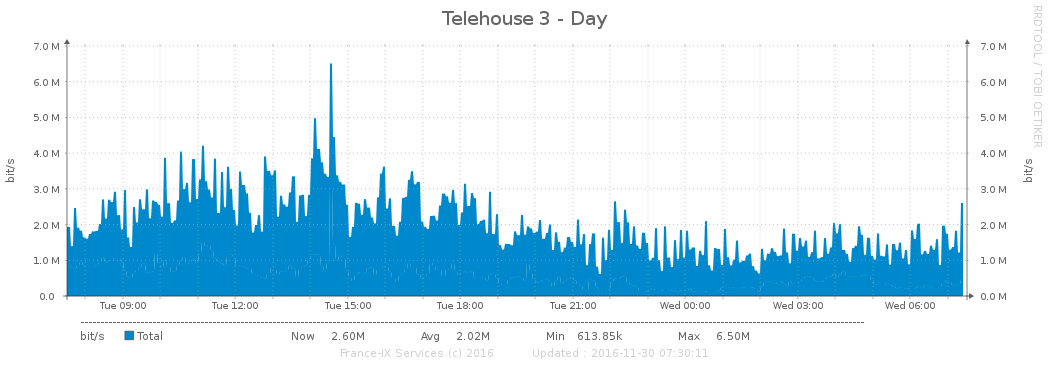 Telehouse 3 - Day
RRDTOOL / TOBI OETIKER
bit/s
7.0 M 7.0 M
6.0 M 6.0 M
5.0 M 5.0 M
4.0 M 4.0 M
3.0 M 3.0 M
2.0 M 2.0 M
1.0 M 1.0 M
0.0 0.0 M
bit/s
Tue 09:00 Tue 12:00 Tue 15:00 Tue 18:00 Tue 21:00 Wed 00:00 Wed 03:00 Wed 06:00
bit/s Total Now 2.60M Avg 2.02M Min 613.85k Max 6.50M
France-IX Services (c) 2016 Updated : 2016-11-30 07:30:11